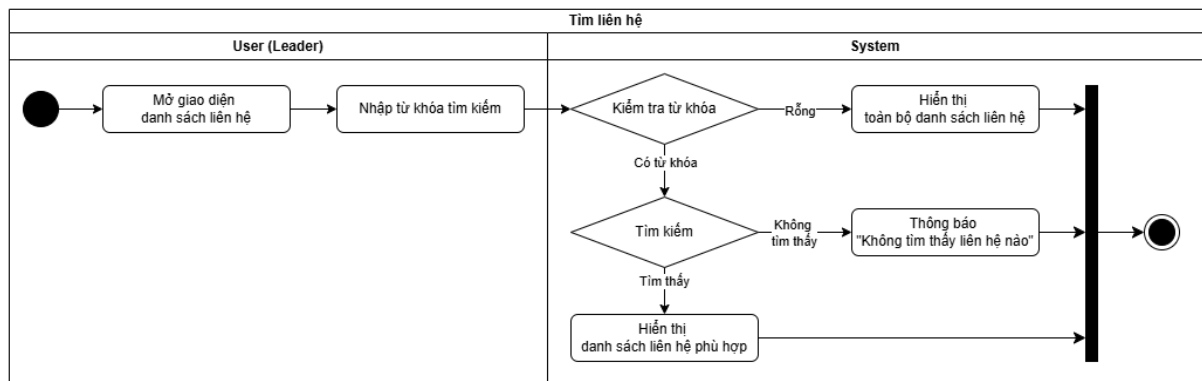 Tìm liên hệ
User (Leader)
System
Mở giao diện
danh sách liên hệ
Nhập từ khóa tìm kiếm
Kiểm tra từ khóa
Rỗng
Hiển thị
toàn bộ danh sách liên hệ
Có từ khóa
Tìm kiếm
Không
tìm thấy
Thông báo
"Không tìm thấy liên hệ nào"
Tìm thấy
Hiển thị
danh sách liên hệ phù hợp